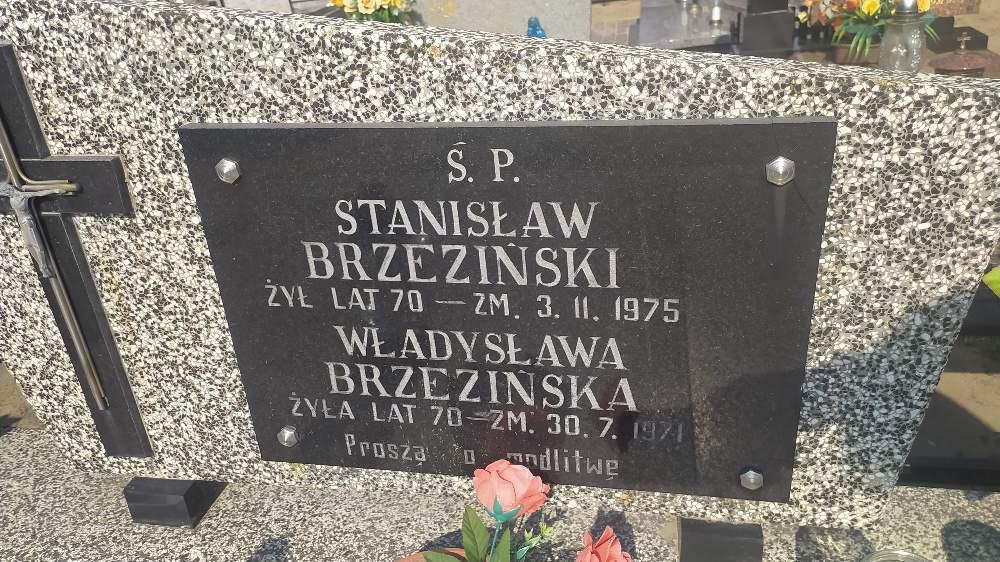 Ś. P.
STANISŁAW
BRZEZIŃSKI
ŻYŁ LAT 70 — ZM. 3. 11. 1975
WŁADYSŁAWA
BRZEZIŃSKA
ŻYŁA LAT 70 — ZM. 30. 7. 1971
Proszą o modlitwę